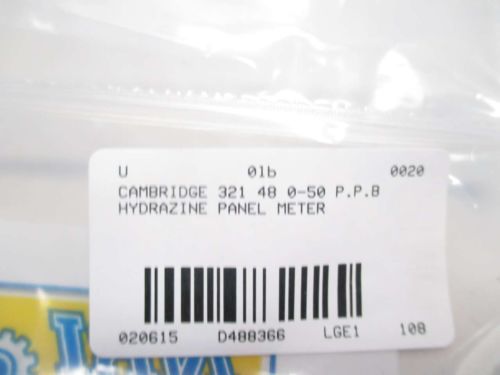 U 01b 0020
CAMBRIDGE 321 48 0-50 P.P.B
HYDRAZINE PANEL METER
020615 D488366 LGE1 108